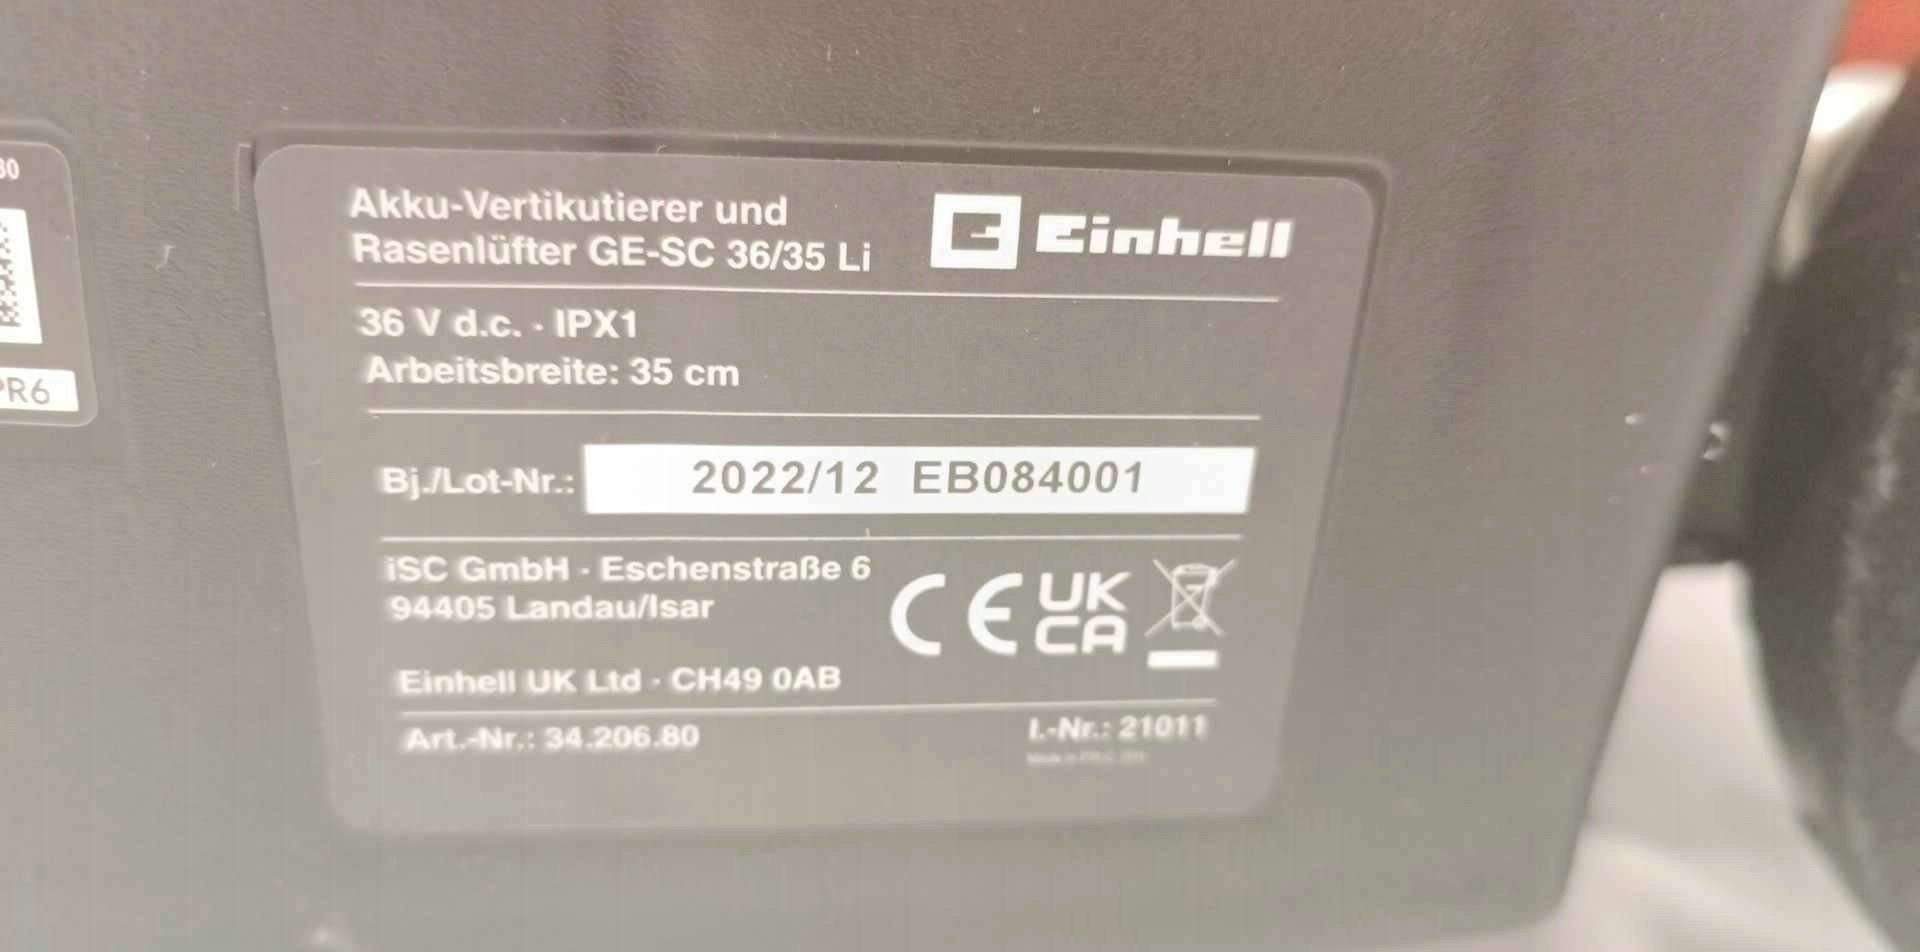 Akku-Vertikutierer und
Rasenlüfter GE-SC 36/35 Li
Einhell
36 V d.c. · IPX1
Arbeitsbreite: 35 cm
Bj./Lot-Nr.: 2022/12 EB084001
iSC GmbH · Eschenstraße 6
94405 Landau/Isar
CE
UK
CA
Einhell UK Ltd · CH49 0AB
Art.-Nr.: 34.206.80
I.-Nr.: 21011